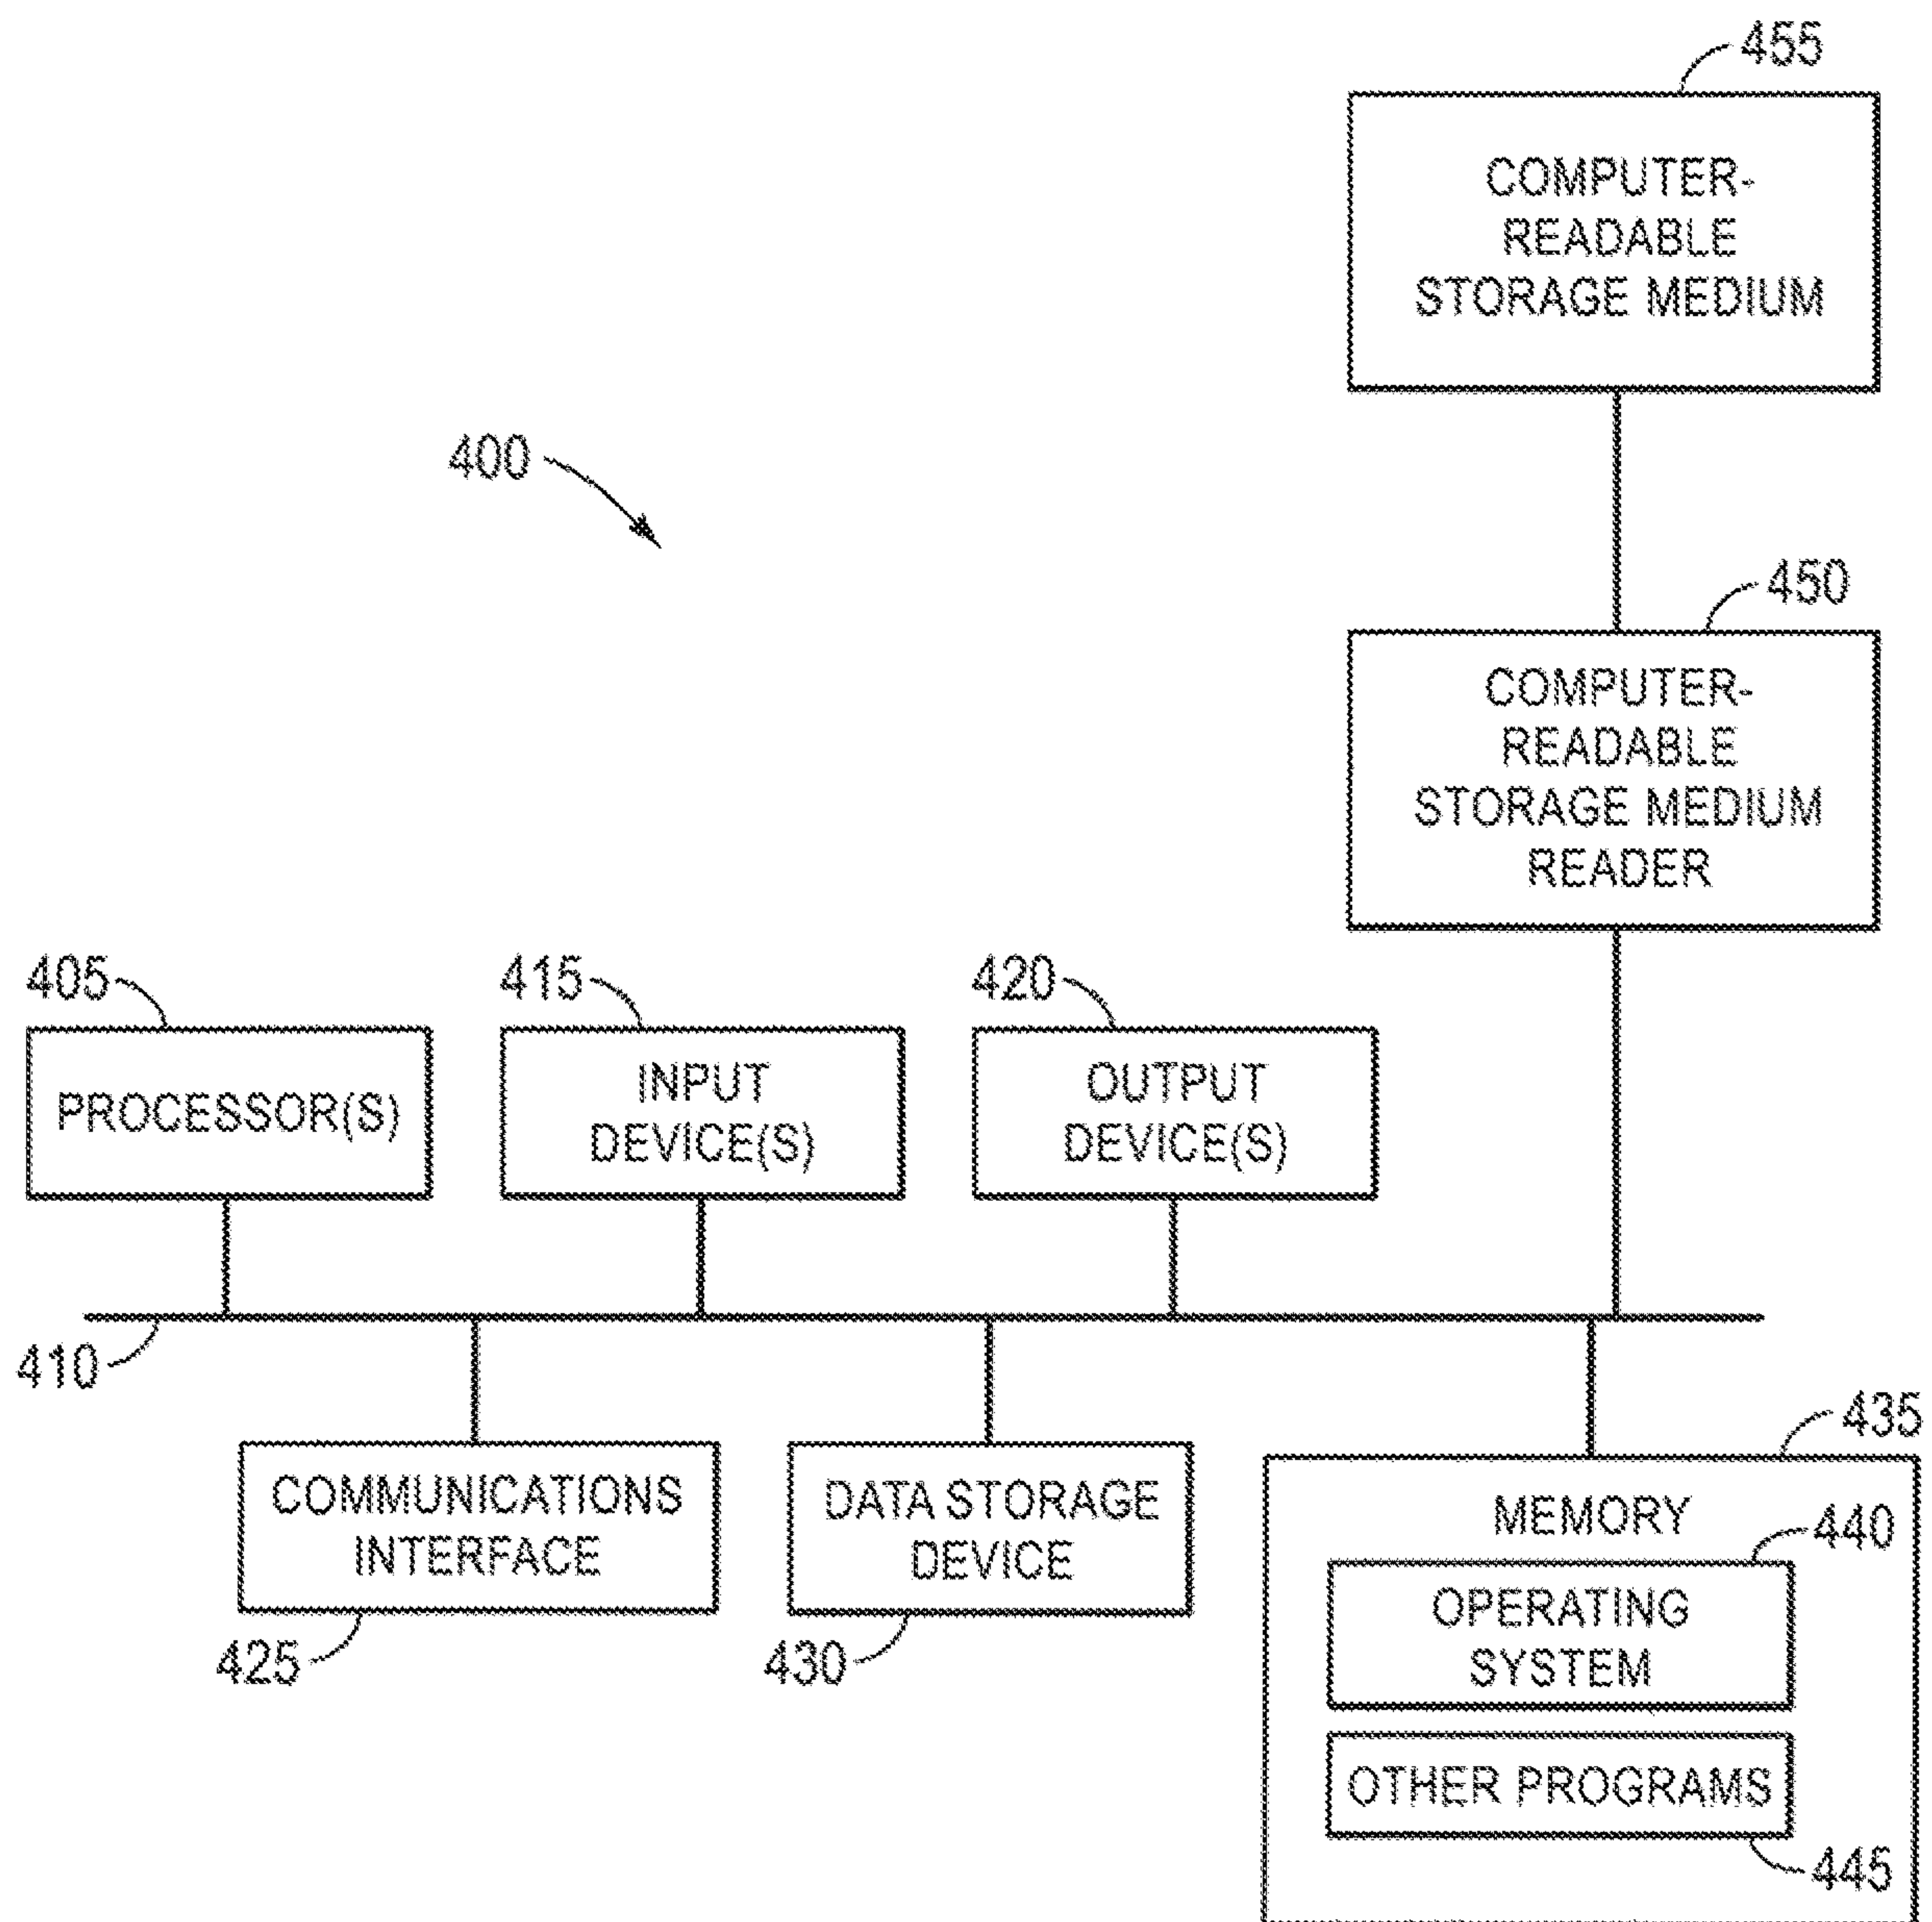 455
COMPUTER-
READABLE
STORAGE MEDIUM
400
450
COMPUTER-
READABLE
STORAGE MEDIUM
READER
405
PROCESSOR(S)
415
INPUT
DEVICE(S)
420
OUTPUT
DEVICE(S)
410
COMMUNICATIONS
INTERFACE
425
DATA STORAGE
DEVICE
430
435
MEMORY
440
OPERATING
SYSTEM
OTHER PROGRAMS
445